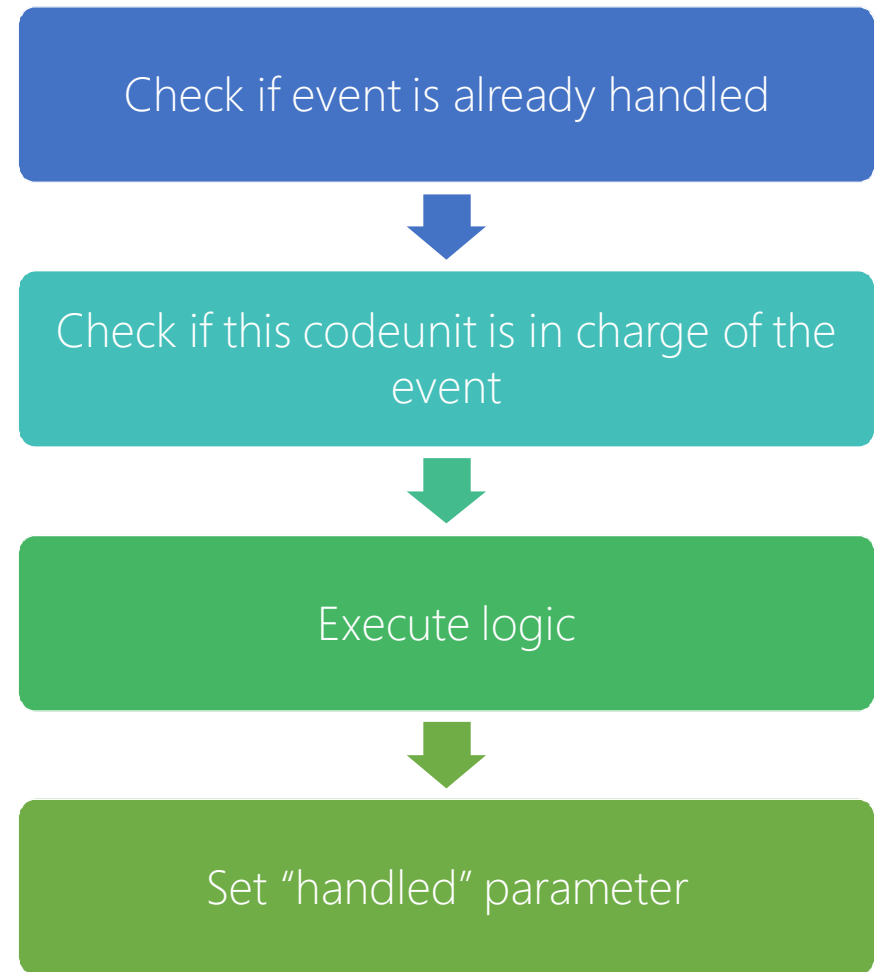 Check if event is already handled
Check if this codeunit is in charge of the
event
Execute logic
Set “handled” parameter